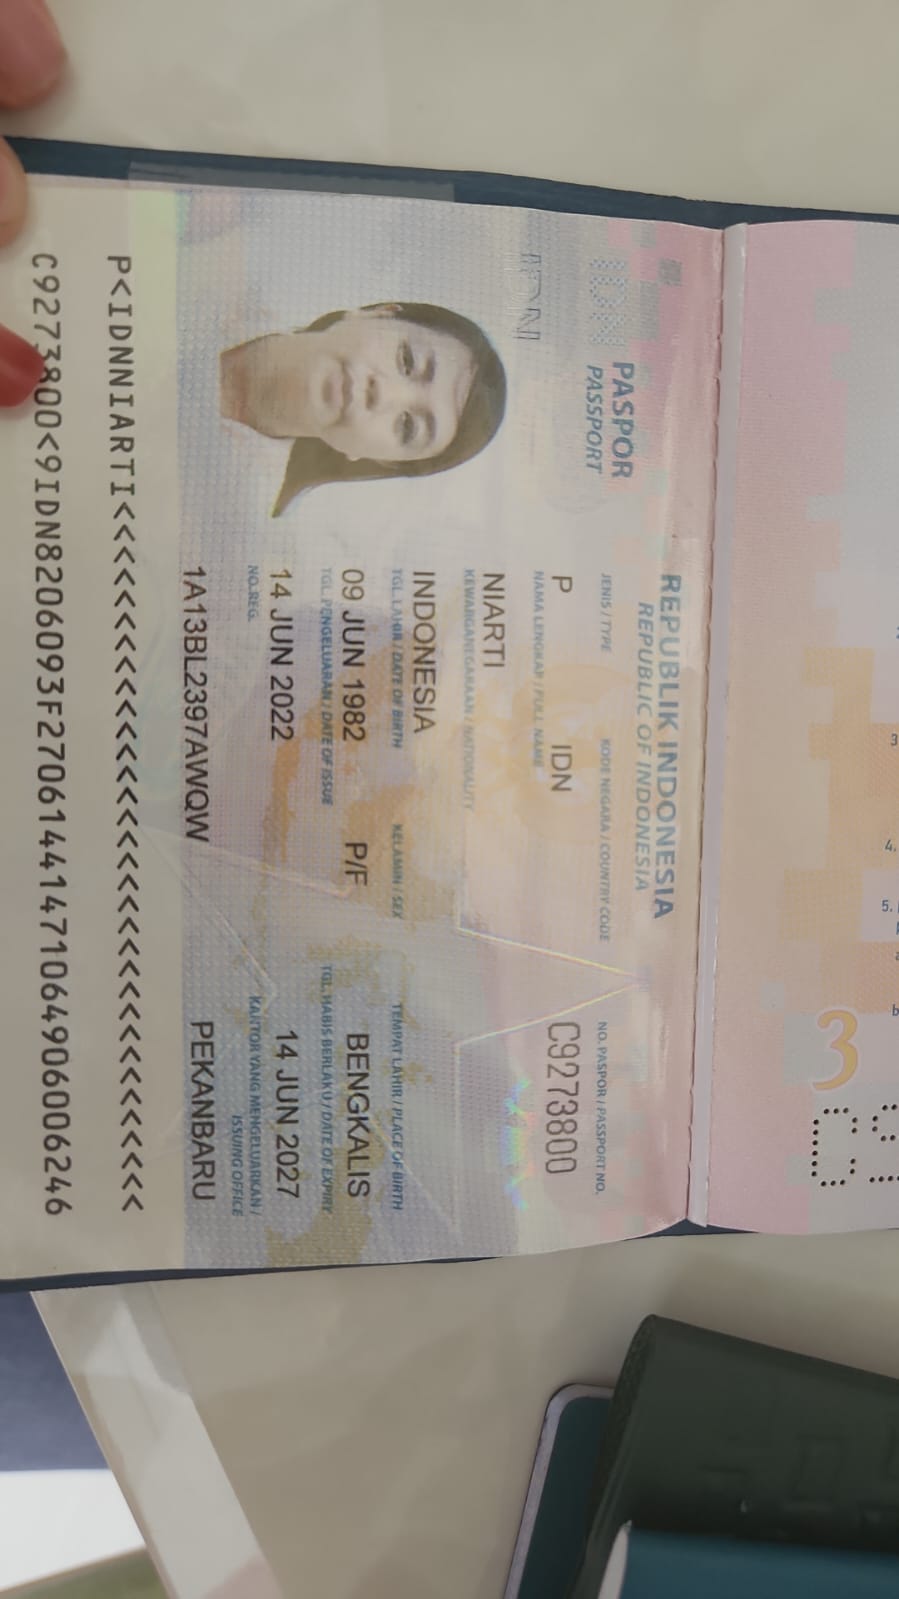 REPUBLIK INDONESIA
REPUBLIC OF INDONESIA
IDN
PASPOR
PASSPORT
IDN
JENIS / TYPE KODE NEGARA / COUNTRY CODE NO. PASPOR / PASSPORT NO.
P IDN C9273800
NAMA LENGKAP / FULL NAME
NIARTI
KEWARGANEGARAAN / NATIONALITY
INDONESIA
TGL. LAHIR / DATE OF BIRTH KELAMIN / SEX TEMPAT LAHIR / PLACE OF BIRTH
09 JUN 1982 P/F BENGKALIS
TGL. PENGELUARAN / DATE OF ISSUE TGL. HABIS BERLAKU / DATE OF EXPIRY
14 JUN 2022 14 JUN 2027
NO. REG. KANTOR YANG MENGELUARKAN /
ISSUING OFFICE
1A13BL2397AWQW PEKANBARU
P<IDNNIARTI<<<<<<<<<<<<<<<<<<<<<<<<<<<<<<<<<
C9273800<9IDN8206093F27061441471064906006246
3
4.
5.
b
3
C9